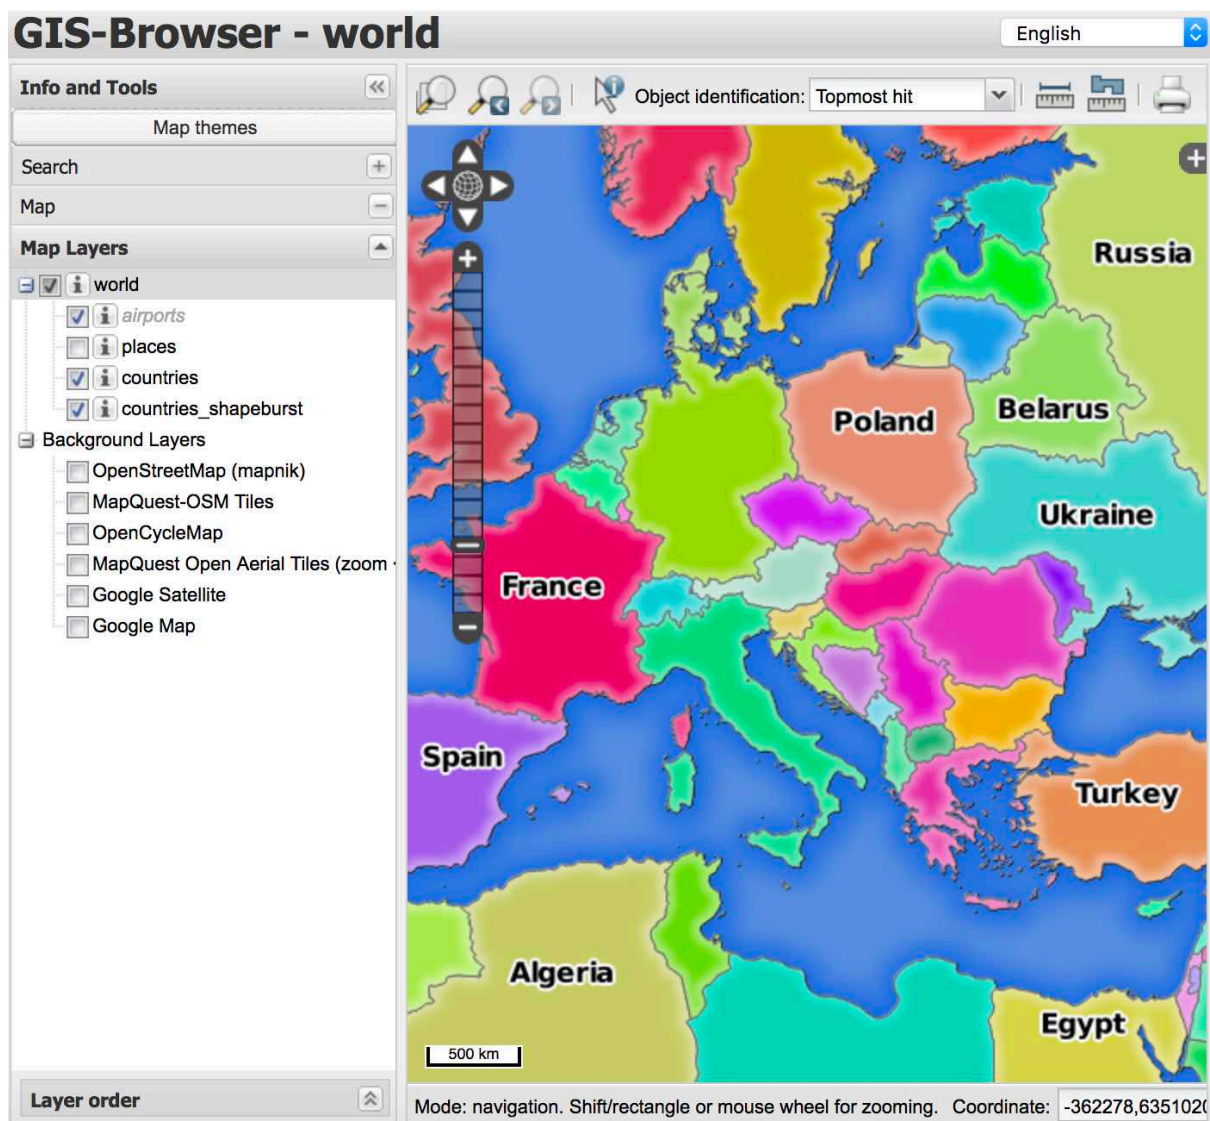 GIS-Browser - world
English
Info and Tools
Map themes
Search
Map
Map Layers
world
airports
places
countries
countries_shapeburst
Background Layers
OpenStreetMap (mapnik)
MapQuest-OSM Tiles
OpenCycleMap
MapQuest Open Aerial Tiles (zoom
Google Satellite
Google Map
Layer order
Object identification: Topmost hit
Russia
Poland
Belarus
Ukraine
France
Spain
Turkey
Algeria
Egypt
500 km
Mode: navigation. Shift/rectangle or mouse wheel for zooming. Coordinate: -362278,6351020